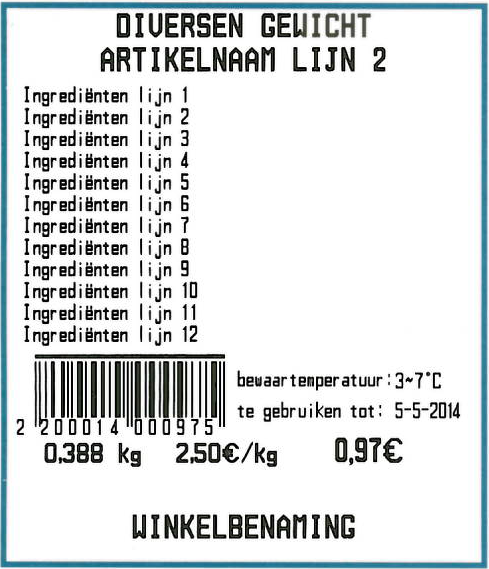 DIVERSEN GEWICHT
ARTIKELNAAM LIJN 2
Ingrediënten lijn 1
Ingrediënten lijn 2
Ingrediënten lijn 3
Ingrediënten lijn 4
Ingrediënten lijn 5
Ingrediënten lijn 6
Ingrediënten lijn 7
Ingrediënten lijn 8
Ingrediënten lijn 9
Ingrediënten lijn 10
Ingrediënten lijn 11
Ingrediënten lijn 12
bewaartemperatuur:3~7°C
te gebruiken tot: 5-5-2014
2 200014 000975
0,388 kg 2,50€/kg 0,97€
WINKELBENAMING